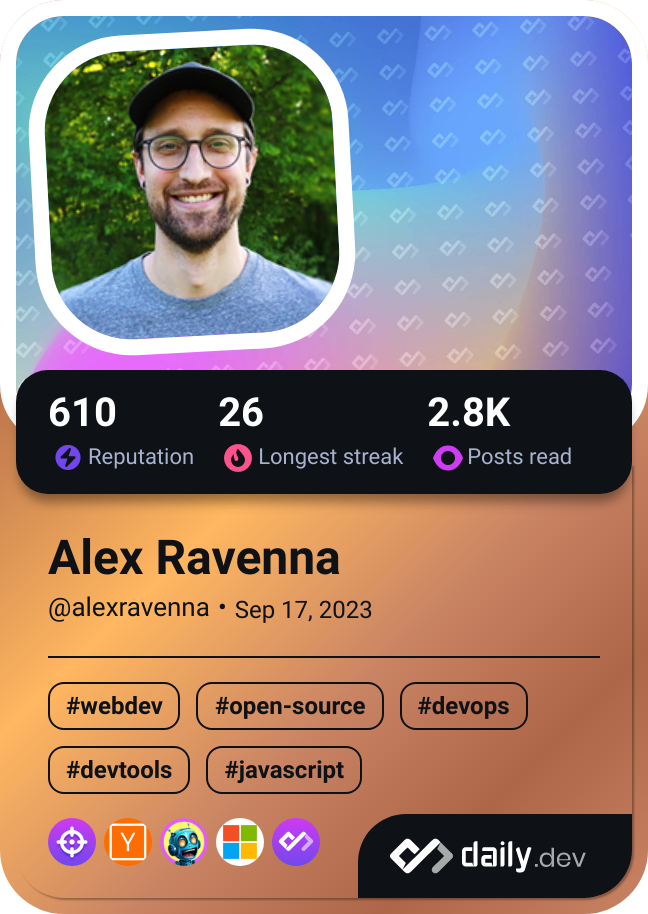 610 26 2.8K
Reputation Longest streak Posts read
Alex Ravenna
@alexravenna • Sep 17, 2023
#webdev #open-source #devops
#devtools #javascript
Y
daily.dev